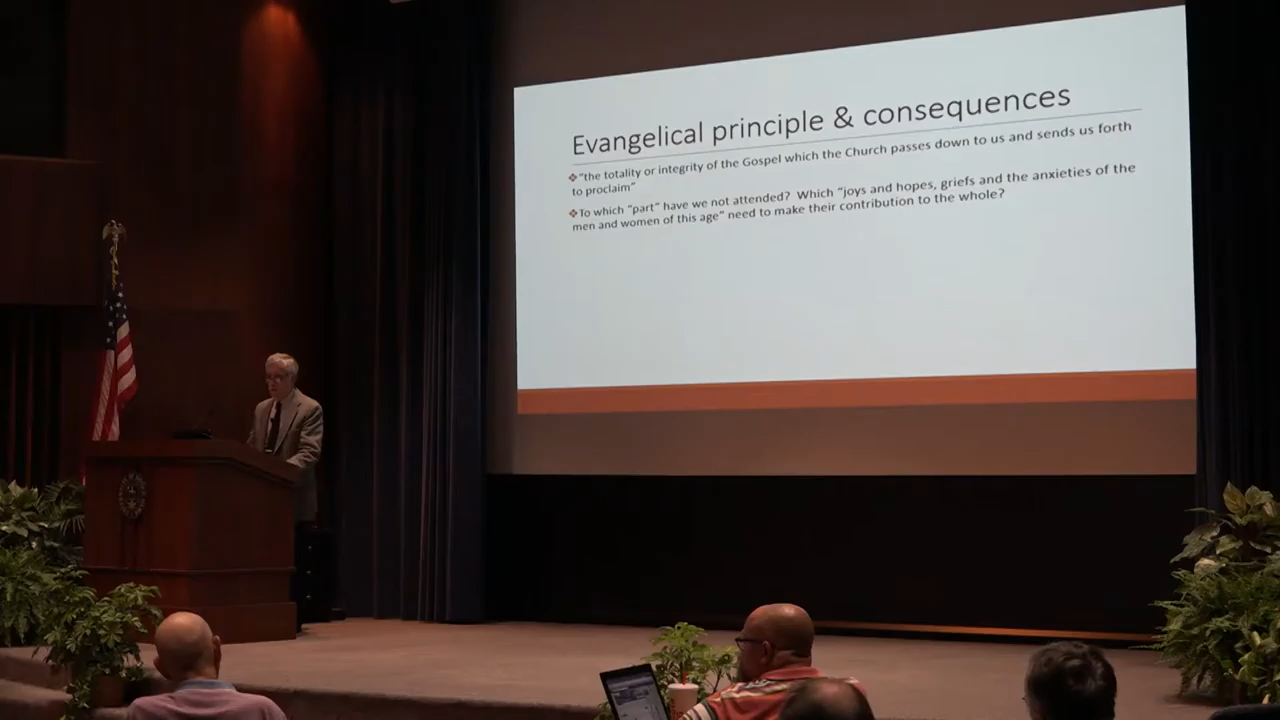 Evangelical principle & consequences
❖"the totality or integrity of the Gospel which the Church passes down to us and sends us forth
to proclaim"
❖To which "part" have we not attended? Which "joys and hopes, griefs and the anxieties of the
men and women of this age" need to make their contribution to the whole?